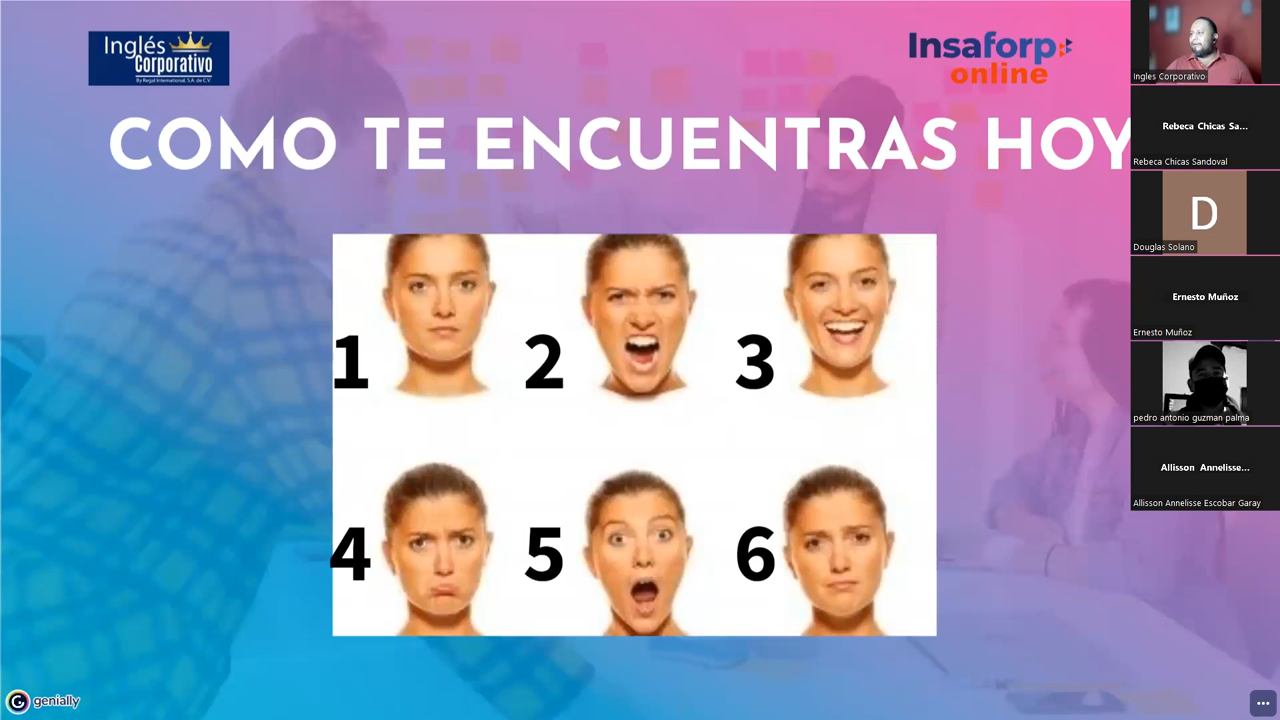 Inglés
Corporativo
By Regal International, S.A. de C.V.
Insaforp
online
COMO TE ENCUENTRAS HOY
1
2
3
4
5
6
genially
Ingles Corporativo
Rebeca Chicas Sa...
Rebeca Chicas Sandoval
D
Douglas Solano
Ernesto Muñoz
Ernesto Muñoz
pedro antonio guzman palma
Allisson Annelisse...
Allisson Annelisse Escobar Garay